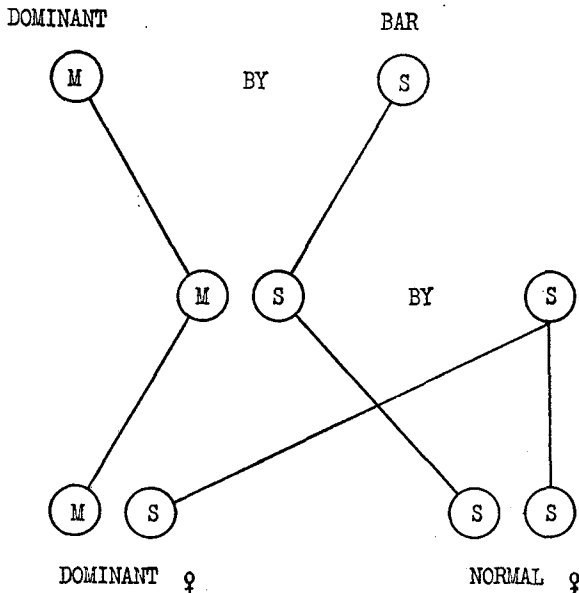 DOMINANT BAR
M BY S
M S BY S
M S S S
DOMINANT ♀ NORMAL ♀